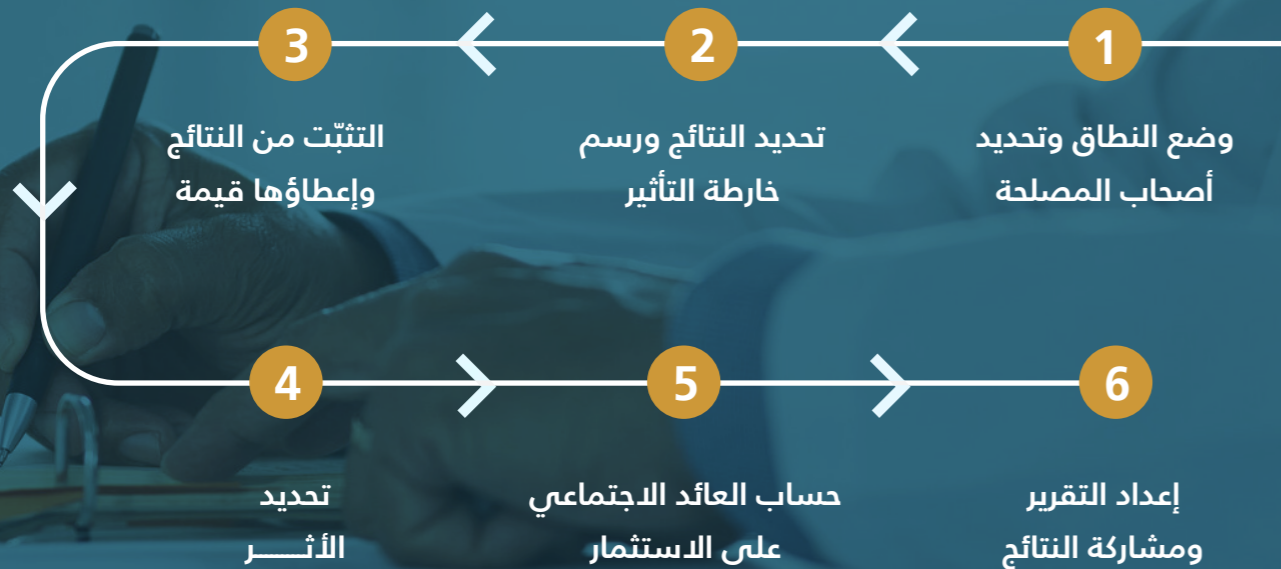 1
وضع النطاق وتحديد
أصحاب المصلحة
2
تحديد النتائج ورسم
خارطة التأثير
3
التثبّت من النتائج
وإعطاؤها قيمة
4
تحديد
الأثـــــــر
5
حساب العائد الاجتماعي
على الاستثمار
6
إعداد التقرير
ومشاركة النتائج